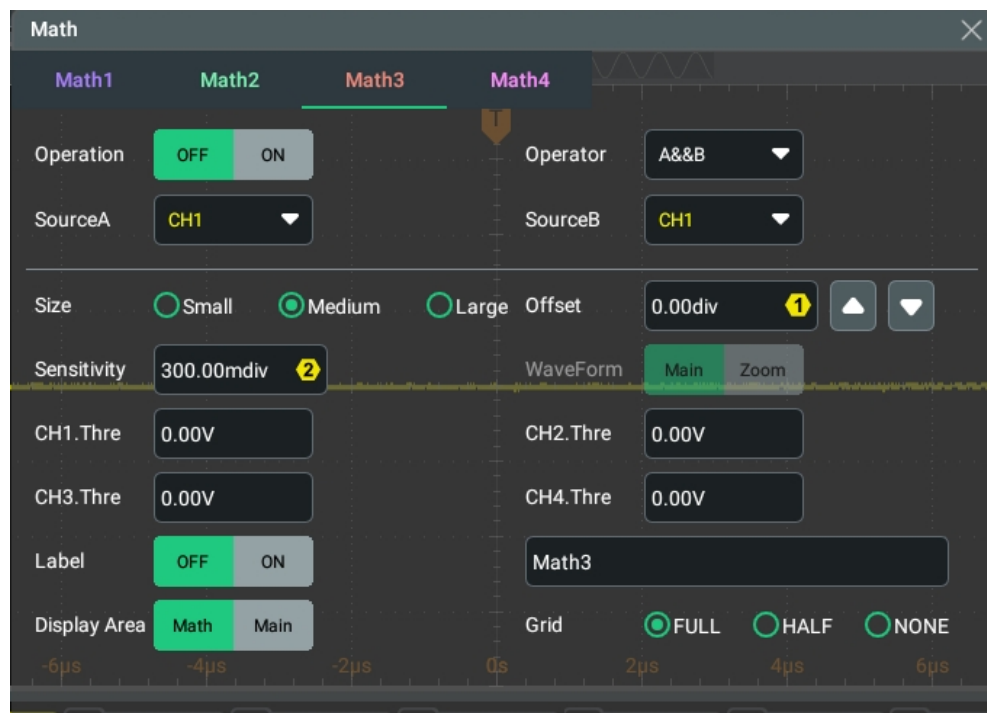 Math
Math1 Math2 Math3 Math4
T
Operation OFF ON Operator A&&B
SourceA CH1 SourceB CH1
Size Small Medium Large Offset 0.00div 1
Sensitivity 300.00mdiv 2 WaveForm Main Zoom
CH1.Thre 0.00V CH2.Thre 0.00V
CH3.Thre 0.00V CH4.Thre 0.00V
Label OFF ON Math3
Display Area Math Main Grid FULL HALF NONE
-6μs -4μs -2μs 0s 2μs 4μs 6μs